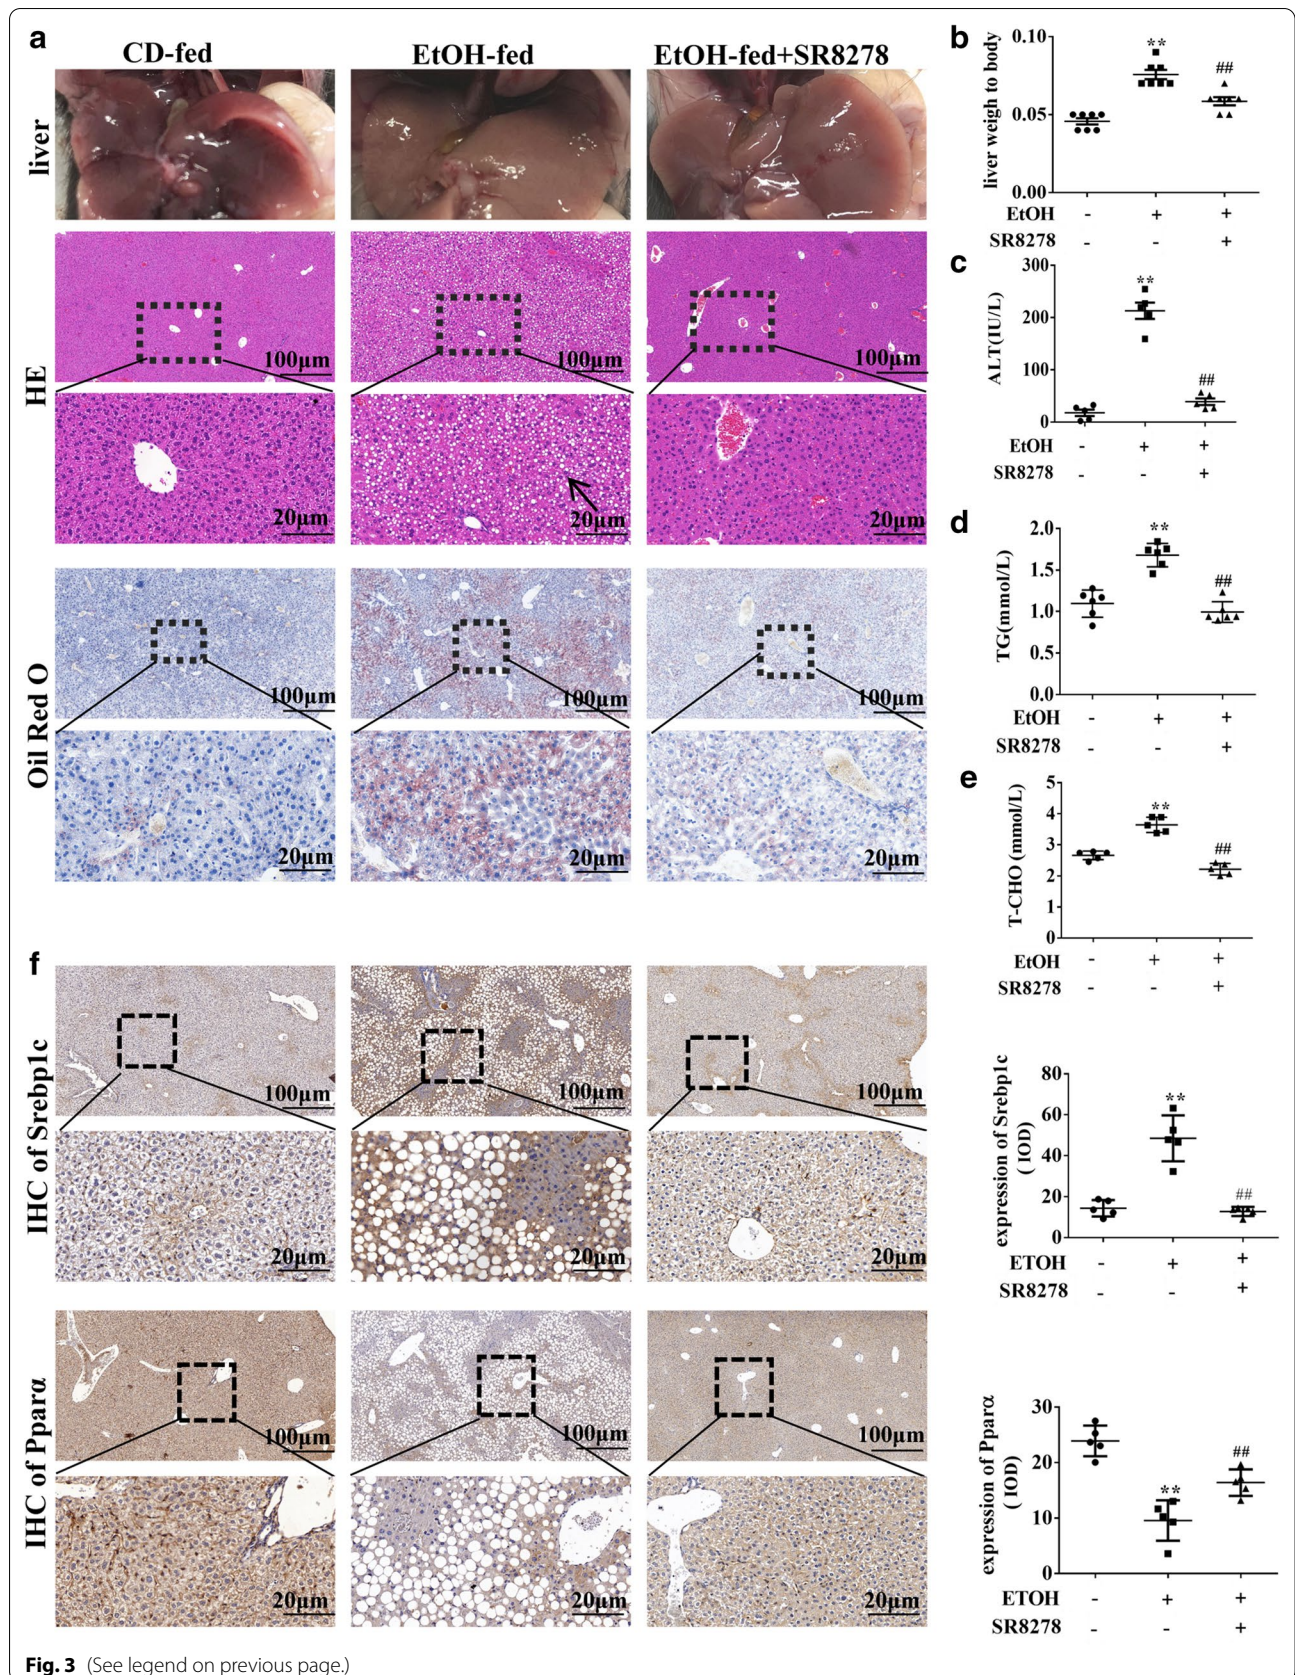 a
CD-fed
EtOH-fed
EtOH-fed+SR8278
liver
HE
100μm
100μm
100μm
20μm
20μm
20μm
Oil Red O
100μm
100μm
100μm
20μm
20μm
20μm
b
liver weigh to body
0.10
0.05
0.00
**
##
EtOH - + +
SR8278 - - +
c
ALT(IU/L)
300
200
100
0
**
##
EtOH - + +
SR8278 - - +
d
TG(mmol/L)
2.0
1.5
1.0
0.5
0.0
**
##
EtOH - + +
SR8278 - - +
e
T-CHO (mmol/L)
5
4
3
2
1
0
**
##
EtOH - + +
SR8278 - - +
f
IHC of Srebp1c
100μm
100μm
100μm
20μm
20μm
20μm
expression of Srebp1c
( IOD)
80
60
40
20
0
**
##
ETOH - + +
SR8278 - - +
IHC of Pparα
100μm
100μm
100μm
20μm
20μm
20μm
expression of Pparα
( IOD)
30
20
10
0
**
##
ETOH - + +
SR8278 - - +
Fig. 3 (See legend on previous page.)